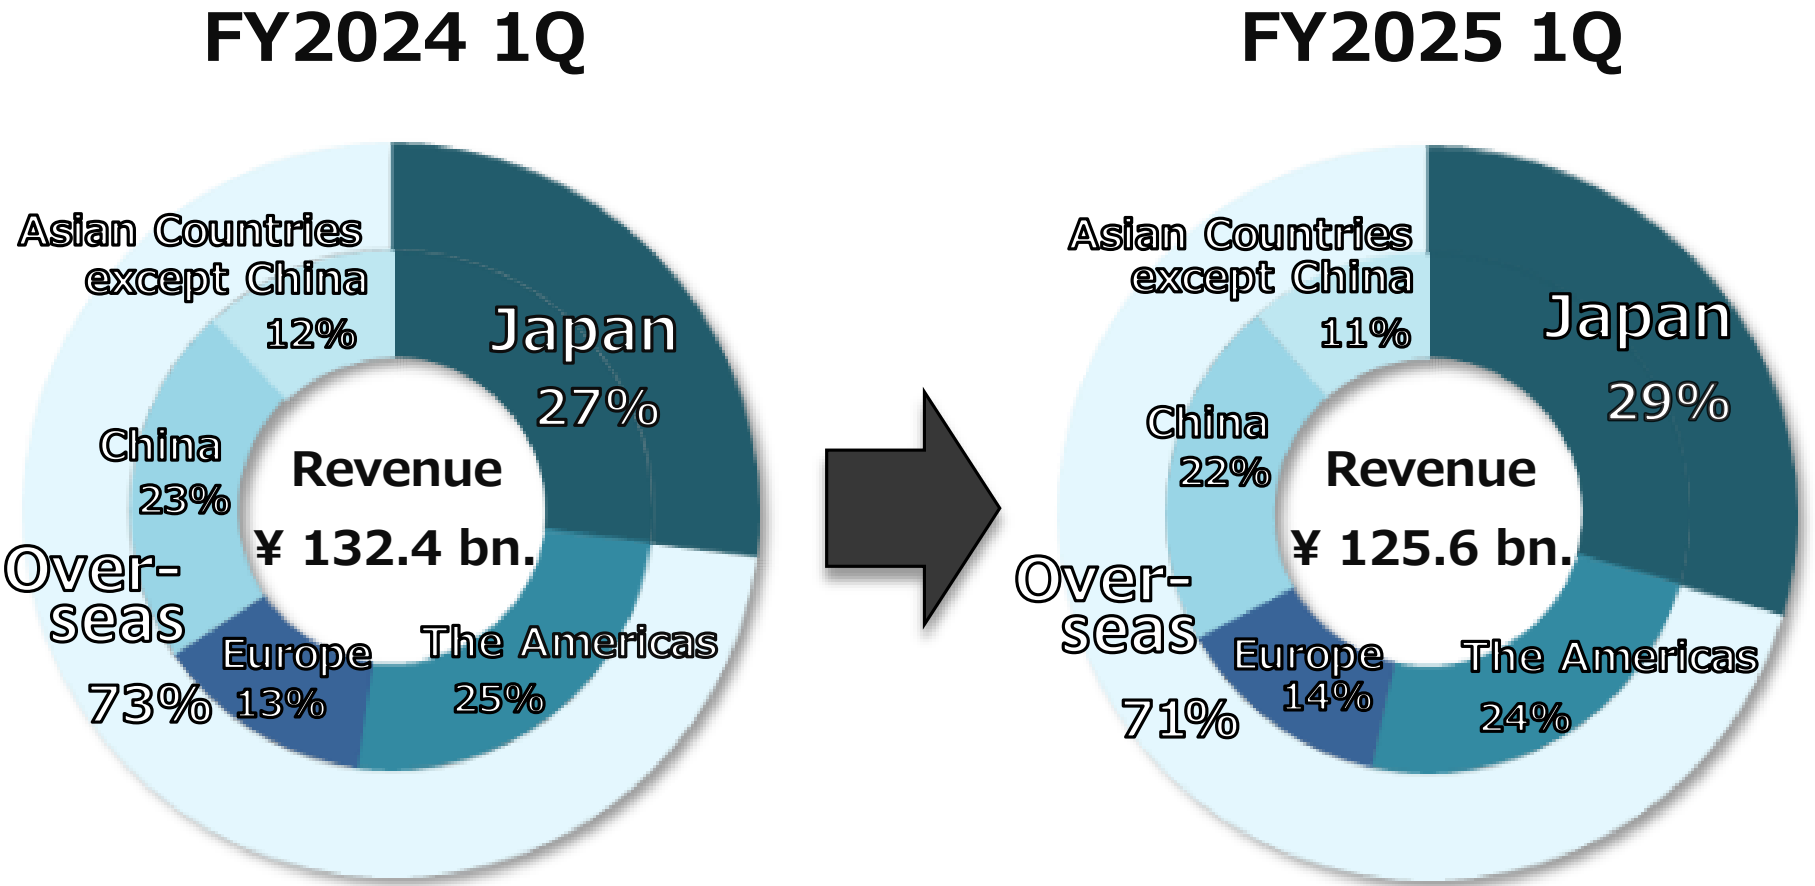 FY2024 1Q
Asian Countries
except China
12%
Japan
27%
China
23%
Revenue
¥ 132.4 bn.
Over-
seas
73%
Europe
13%
The Americas
25%
FY2025 1Q
Asian Countries
except China
11%
Japan
29%
China
22%
Revenue
¥ 125.6 bn.
Over-
seas
71%
Europe
14%
The Americas
24%